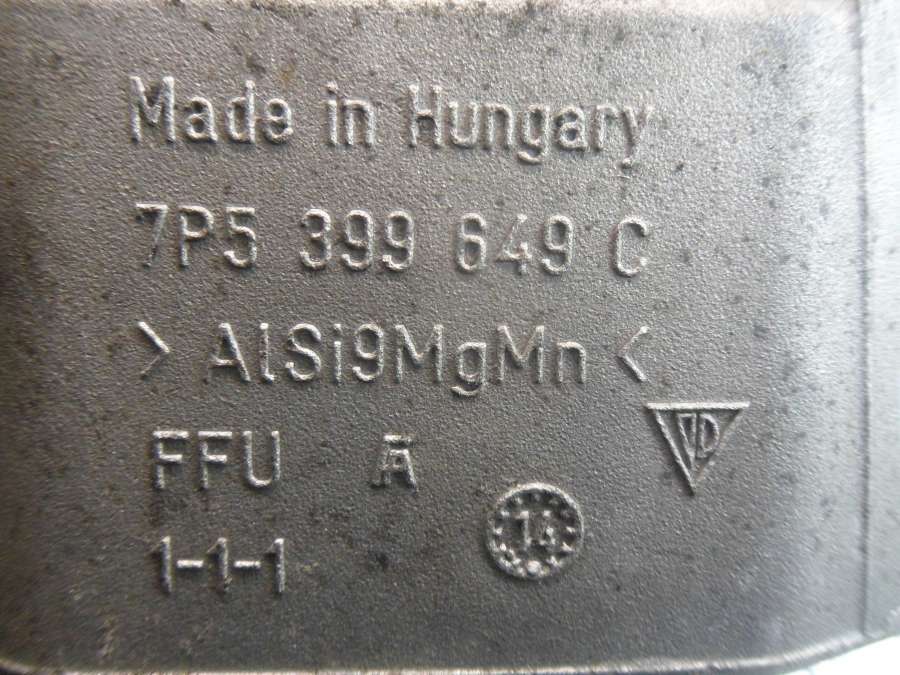 Made in Hungary
7P5 399 649 C
> AlSi9MgMn <
FFU A
1-1-1
14